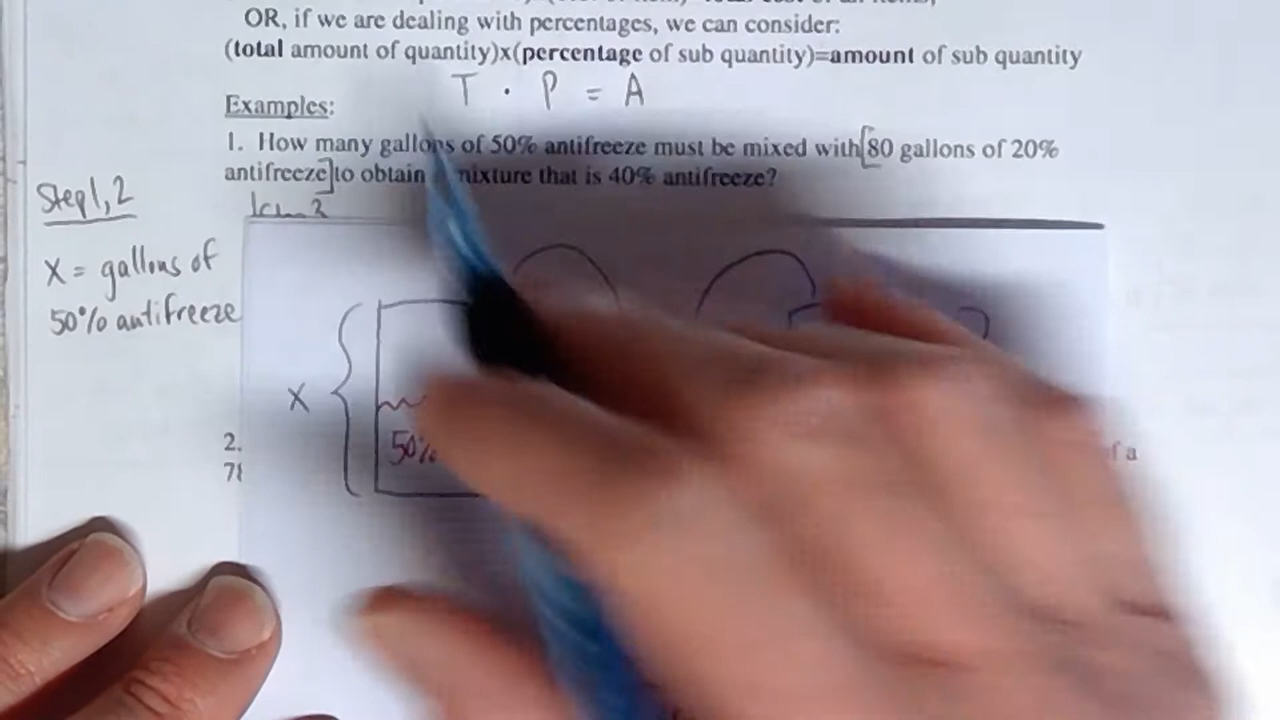 OR, if we are dealing with percentages, we can consider:
(total amount of quantity)x(percentage of sub quantity)=amount of sub quantity
T · P = A
Examples:
1. How many gallons of 50% antifreeze must be mixed with [80 gallons of 20%
antifreeze] to obtain mixture that is 40% antifreeze?
Step 1, 2
X = gallons of
50% antifreeze
X
50%
2.
a